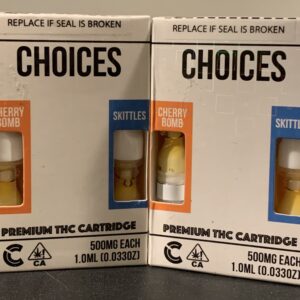 REPLACE IF SEAL IS BROKEN
CHOICES
CHERRY
BOMB
SKITTLES
PREMIUM THC CARTRIDGE
CA
500MG EACH
1.0ML (0.033OZ)
REPLACE IF SEAL IS BROKEN
CHOICES
CHERRY
BOMB
SKITTLES
PREMIUM THC CARTRIDGE
CA
500MG EACH
1.0ML (0.033OZ)